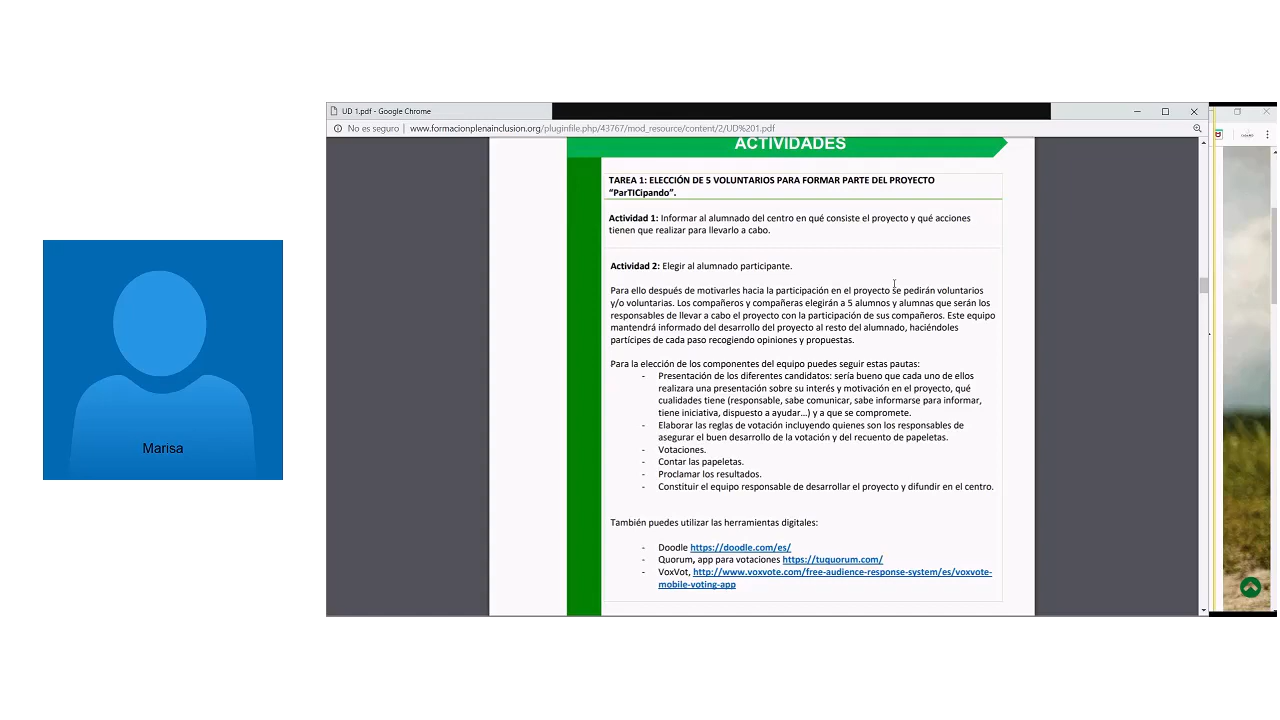 UD 1.pdf - Google Chrome
No es seguro | www.formacionplenainclusion.org/pluginfile.php/43767/mod_resource/content/2/UD%201.pdf
ACTIVIDADES
TAREA 1: ELECCIÓN DE 5 VOLUNTARIOS PARA FORMAR PARTE DEL PROYECTO
“ParTICipando”.
Actividad 1: Informar al alumnado del centro en qué consiste el proyecto y qué acciones
tienen que realizar para llevarlo a cabo.
Actividad 2: Elegir al alumnado participante.
Para ello después de motivarles hacia la participación en el proyecto se pedirán voluntarios
y/o voluntarias. Los compañeros y compañeras elegirán a 5 alumnos y alumnas que serán los
responsables de llevar a cabo el proyecto con la participación de sus compañeros. Este equipo
mantendrá informado del desarrollo del proyecto al resto del alumnado, haciéndoles
partícipes de cada paso recogiendo opiniones y propuestas.
Para la elección de los componentes del equipo puedes seguir estas pautas:
- Presentación de los diferentes candidatos: sería bueno que cada uno de ellos
realizara una presentación sobre su interés y motivación en el proyecto, qué
cualidades tiene (responsable, sabe comunicar, sabe informarse para informar,
tiene iniciativa, dispuesto a ayudar...) y a que se compromete.
- Elaborar las reglas de votación incluyendo quienes son los responsables de
asegurar el buen desarrollo de la votación y del recuento de papeletas.
- Votaciones.
- Contar las papeletas.
- Proclamar los resultados.
- Constituir el equipo responsable de desarrollar el proyecto y difundir en el centro.
También puedes utilizar las herramientas digitales:
- Doodle https://doodle.com/es/
- Quorum, app para votaciones https://tuquorum.com/
- VoxVot, http://www.voxvote.com/free-audience-response-system/es/voxvote-
mobile-voting-app
Marisa